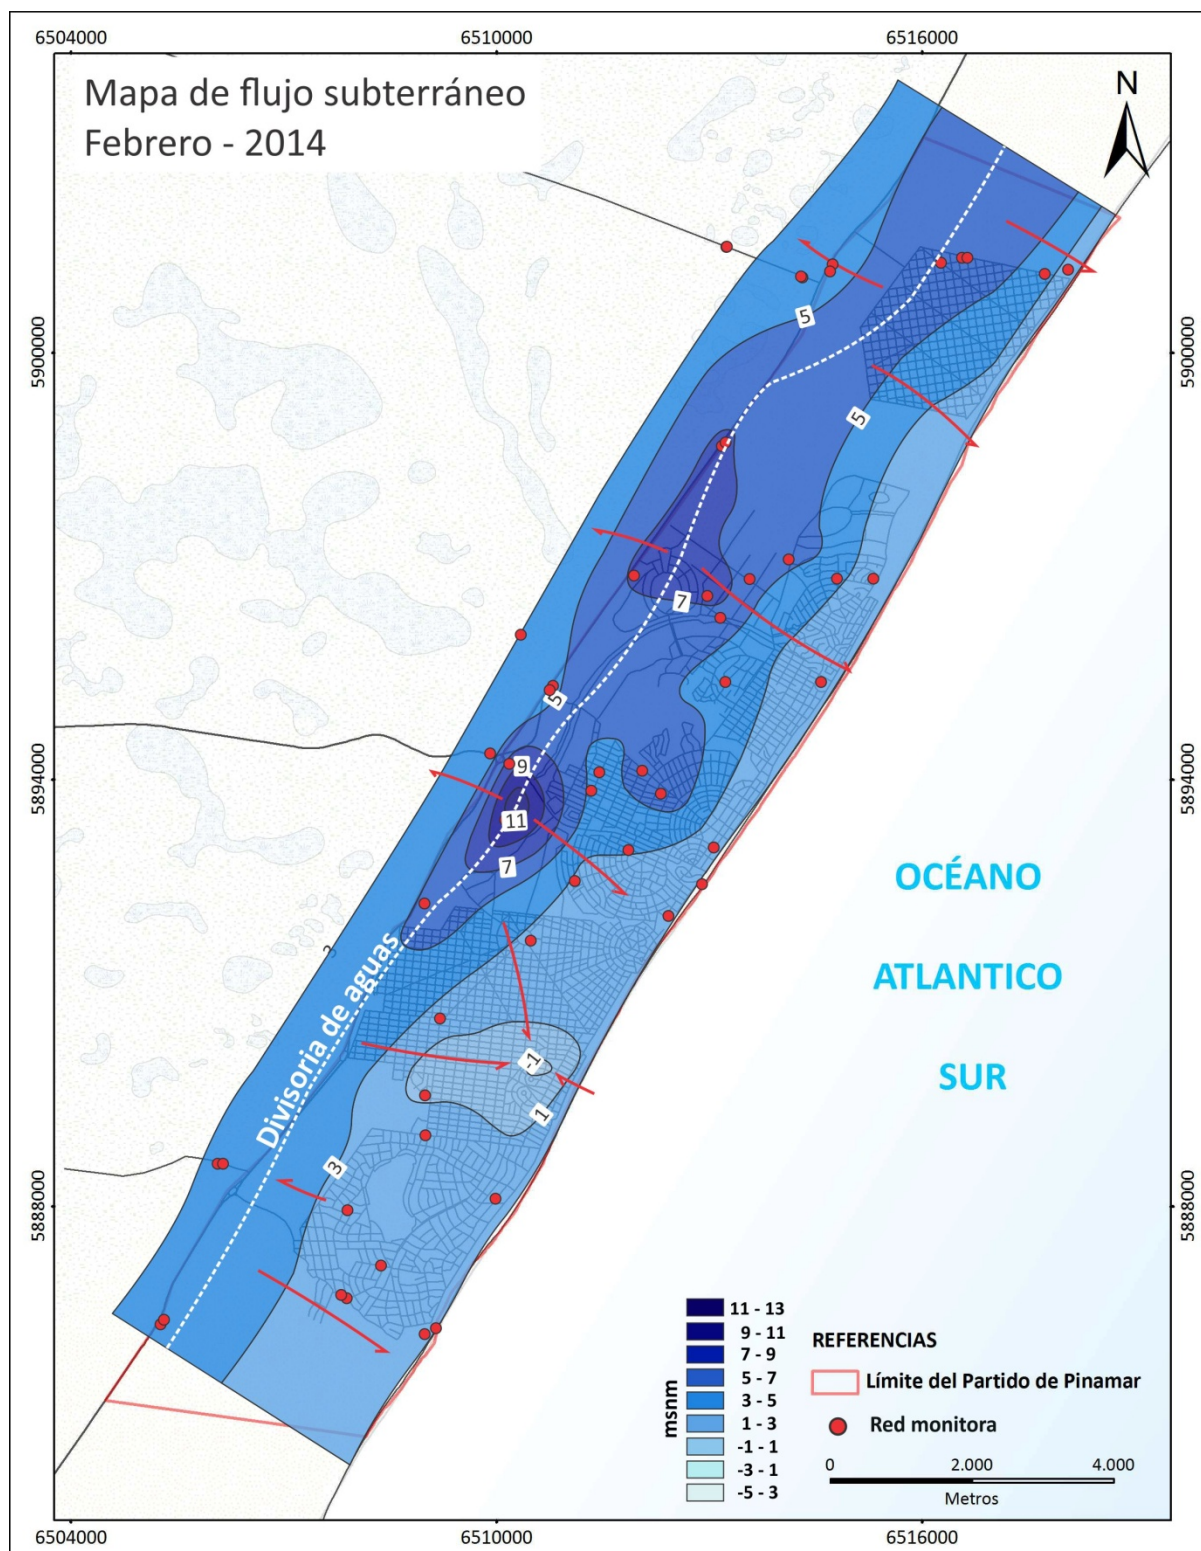 6504000
6510000
6516000
Mapa de flujo subterráneo
Febrero - 2014
N
5900000
5900000
5
5
7
5
5894000
5894000
9
11
7
OCÉANO
ATLANTICO
SUR
3
Divisoria de aguas
-1
1
3
5888000
5888000
msnm
11 - 13
9 - 11
7 - 9
5 - 7
3 - 5
1 - 3
-1 - 1
-3 - 1
-5 - 3
REFERENCIAS
Límite del Partido de Pinamar
Red monitora
0 2.000 4.000
Metros
6504000
6510000
6516000